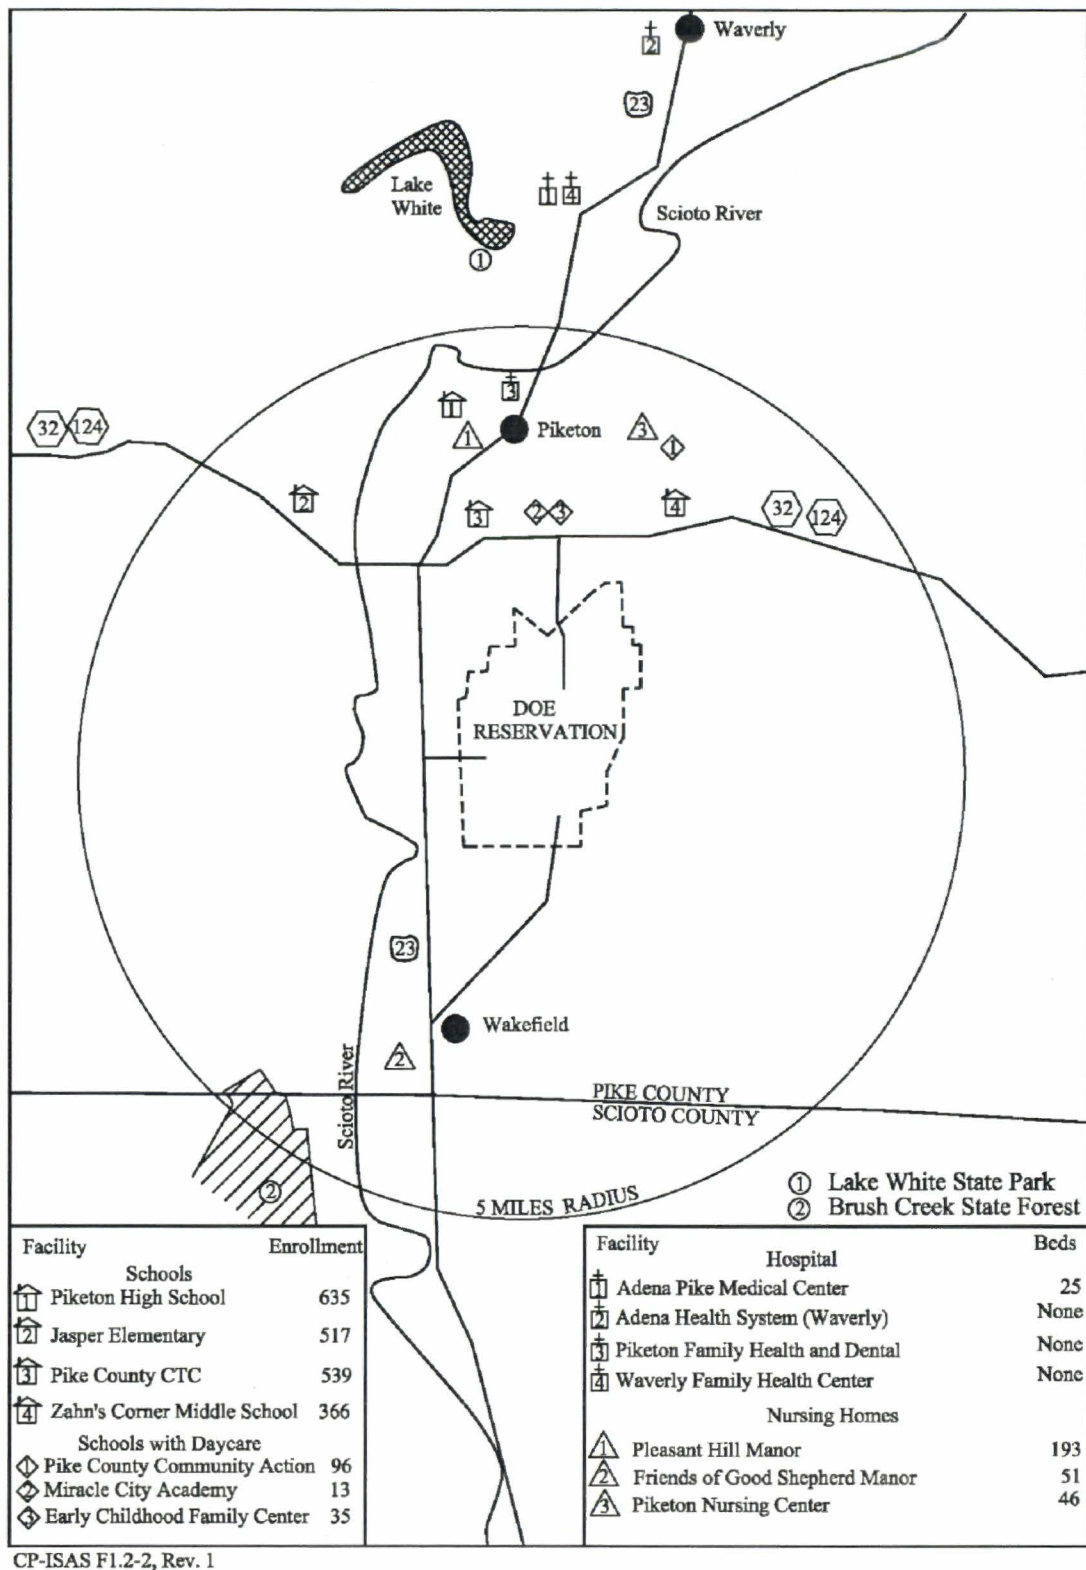 2
Waverly
23
Lake
White
1 4
Scioto River
1
3
1
32 124
1
Piketon
3
1
2
3
2 3
4
32
124
DOE
RESERVATION
23
Wakefield
2
Scioto River
PIKE COUNTY
SCIOTO COUNTY
2
5 MILES RADIUS
1 Lake White State Park
2 Brush Creek State Forest
Facility Enrollment
Schools
1 Piketon High School 635
2 Jasper Elementary 517
3 Pike County CTC 539
4 Zahn's Corner Middle School 366
Schools with Daycare
1 Pike County Community Action 96
2 Miracle City Academy 13
3 Early Childhood Family Center 35
Facility Beds
Hospital
1 Adena Pike Medical Center 25
2 Adena Health System (Waverly) None
3 Piketon Family Health and Dental None
4 Waverly Family Health Center None
Nursing Homes
1 Pleasant Hill Manor 193
2 Friends of Good Shepherd Manor 51
3 Piketon Nursing Center 46
CP-ISAS F1.2-2, Rev. 1